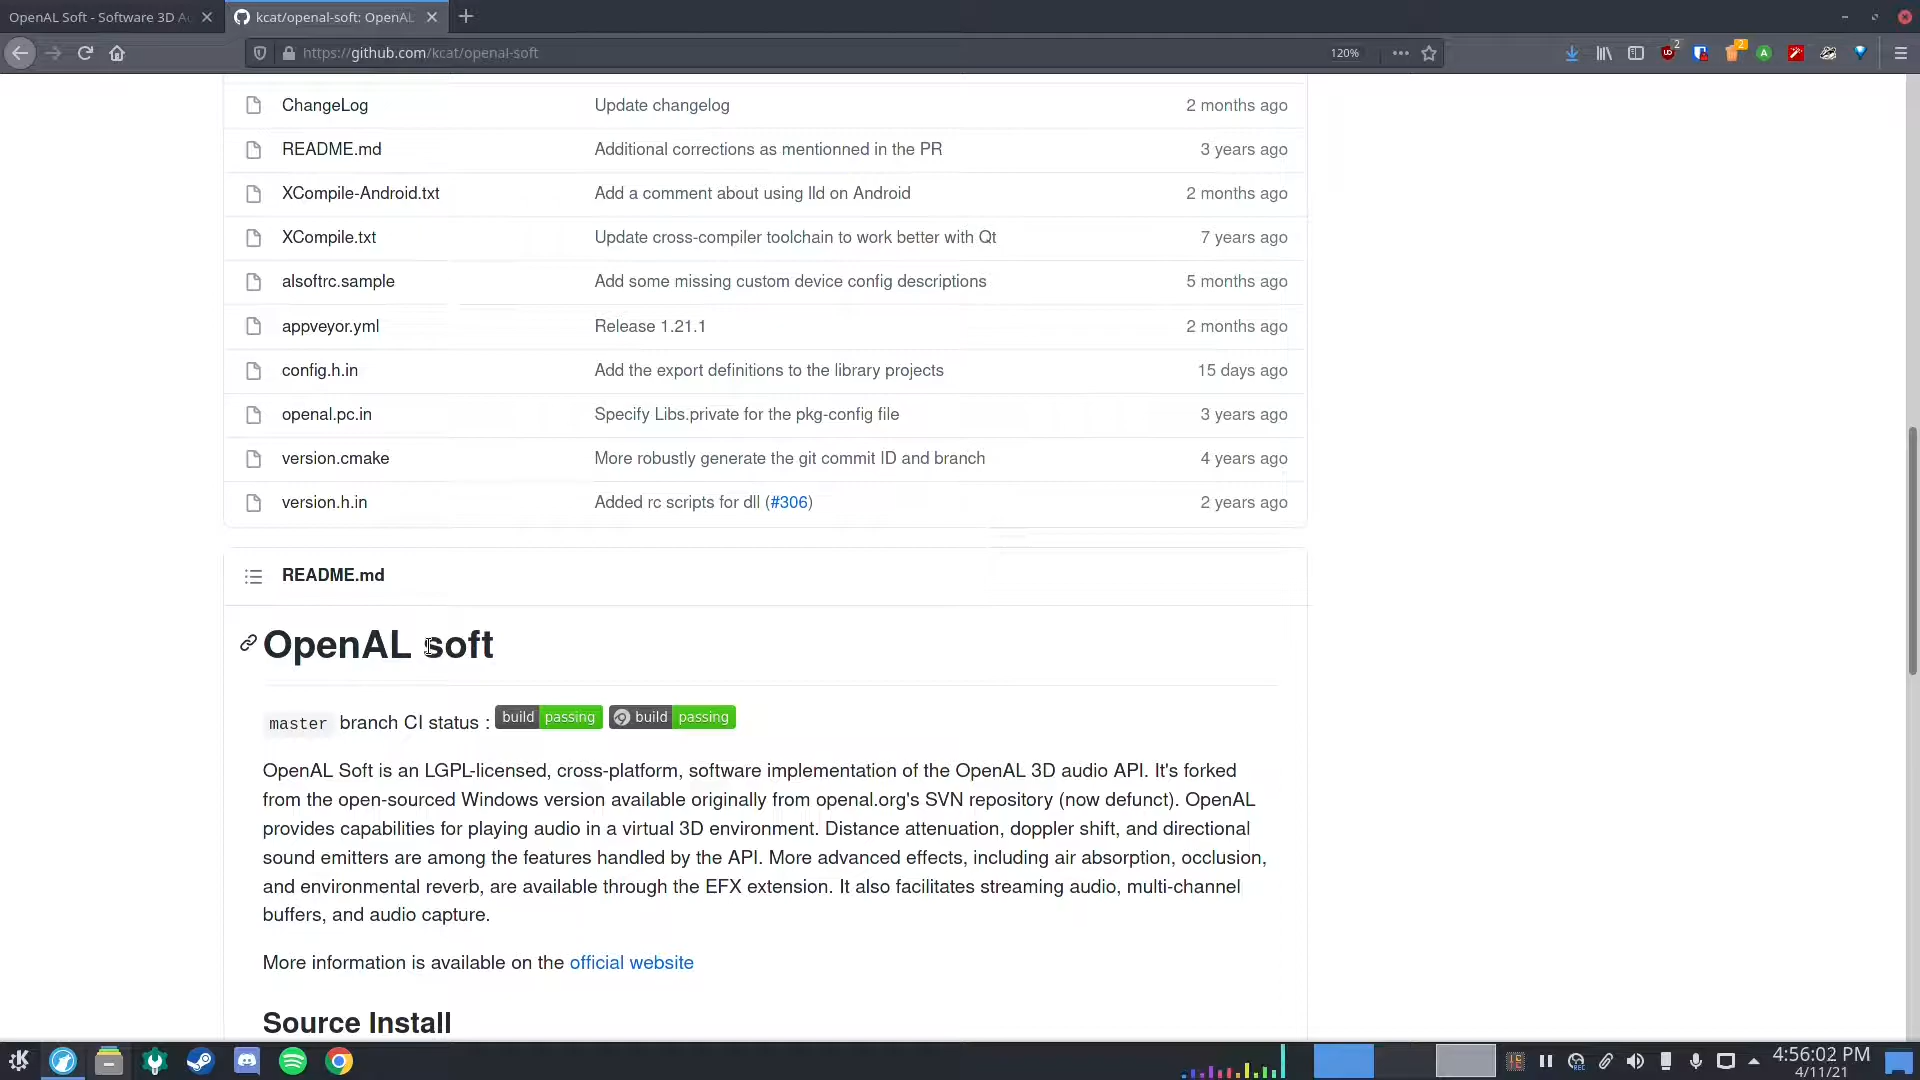 OpenAL Soft - Software 3D A
kcat/openal-soft: OpenAL
https://github.com/kcat/openal-soft
120%
2
2
ChangeLog Update changelog 2 months ago
README.md Additional corrections as mentionned in the PR 3 years ago
XCompile-Android.txt Add a comment about using lld on Android 2 months ago
XCompile.txt Update cross-compiler toolchain to work better with Qt 7 years ago
alsoftrc.sample Add some missing custom device config descriptions 5 months ago
appveyor.yml Release 1.21.1 2 months ago
config.h.in Add the export definitions to the library projects 15 days ago
openal.pc.in Specify Libs.private for the pkg-config file 3 years ago
version.cmake More robustly generate the git commit ID and branch 4 years ago
version.h.in Added rc scripts for dll (#306) 2 years ago
README.md
OpenAL soft
master branch CI status : build passing build passing
OpenAL Soft is an LGPL-licensed, cross-platform, software implementation of the OpenAL 3D audio API. It's forked
from the open-sourced Windows version available originally from openal.org's SVN repository (now defunct). OpenAL
provides capabilities for playing audio in a virtual 3D environment. Distance attenuation, doppler shift, and directional
sound emitters are among the features handled by the API. More advanced effects, including air absorption, occlusion,
and environmental reverb, are available through the EFX extension. It also facilitates streaming audio, multi-channel
buffers, and audio capture.
More information is available on the official website
Source Install
4:56:02 PM
4/11/21